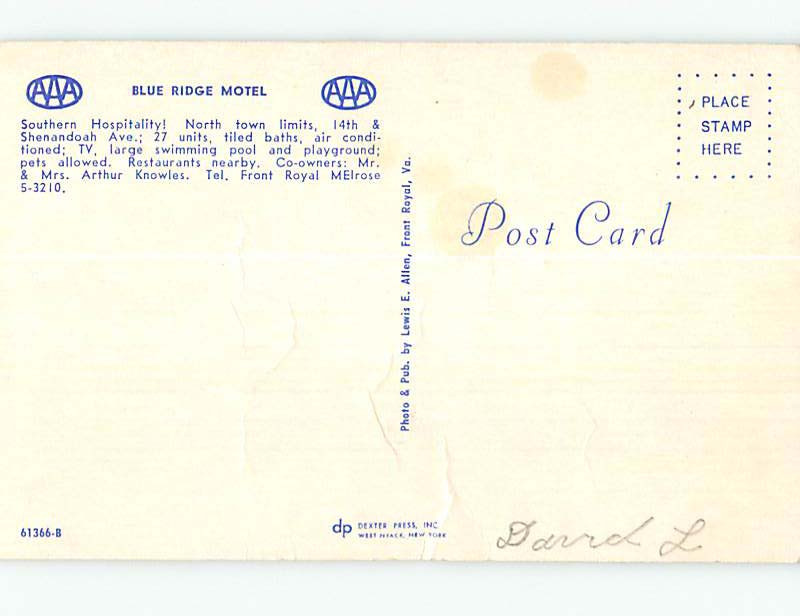 AAA BLUE RIDGE MOTEL AAA
Southern Hospitality! North town limits, 14th &
Shenandoah Ave.; 27 units, tiled baths, air condi-
tioned; TV, large swimming pool and playground;
pets allowed. Restaurants nearby. Co-owners: Mr.
& Mrs. Arthur Knowles. Tel. Front Royal MElrose
5-3210.
Photo & Pub. by Lewis E. Allen, Front Royal, Va.
PLACE
STAMP
HERE
Post Card
61366-B
dp DEXTER PRESS, INC
WEST NYACK, NEW YORK
David L